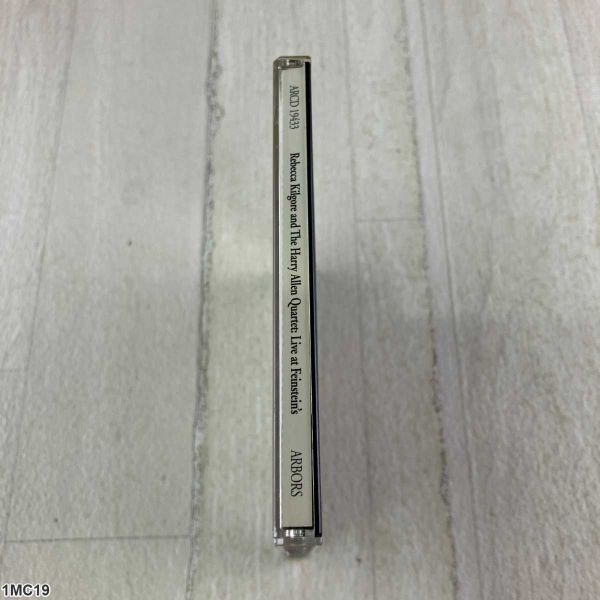 ARCD 19433
Rebecca Kilgore and The Harry Allen Quartet: Live at Feinstein's
ARBORS
1MC19